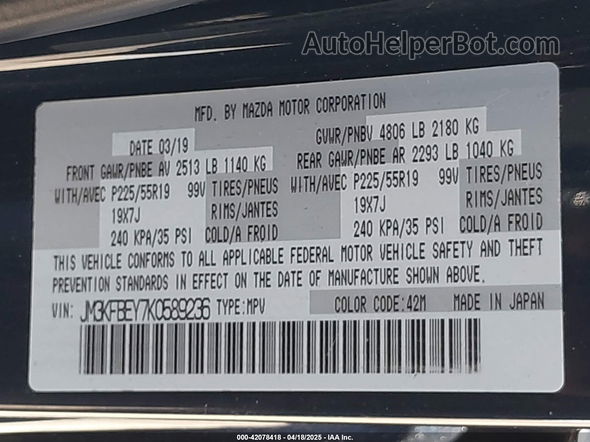 AutoHelperBot.com
MFD. BY MAZDA MOTOR CORPORATION
DATE 03/19 GVWR/PNBV 4806 LB 2180 KG
FRONT GAWR/PNBE AV 2513 LB 1140 KG REAR GAWR/PNBE AR 2293 LB 1040 KG
WITH/AVEC P225/55R19 99V TIRES/PNEUS WITH/AVEC P225/55R19 99V TIRES/PNEUS
19X7J RIMS/JANTES 19X7J RIMS/JANTES
240 KPA/35 PSI COLD/A FROID 240 KPA/35 PSI COLD/A FROID
THIS VEHICLE CONFORMS TO ALL APPLICABLE FEDERAL MOTOR VEHICLE SAFETY AND THEFT
PREVENTION STANDARDS IN EFFECT ON THE DATE OF MANUFACTURE SHOWN ABOVE.
VIN: JM3KFBEY7K0589236 TYPE:MPV COLOR CODE:42M MADE IN JAPAN
000-42078418 - 04/18/2025 - IAA Inc.